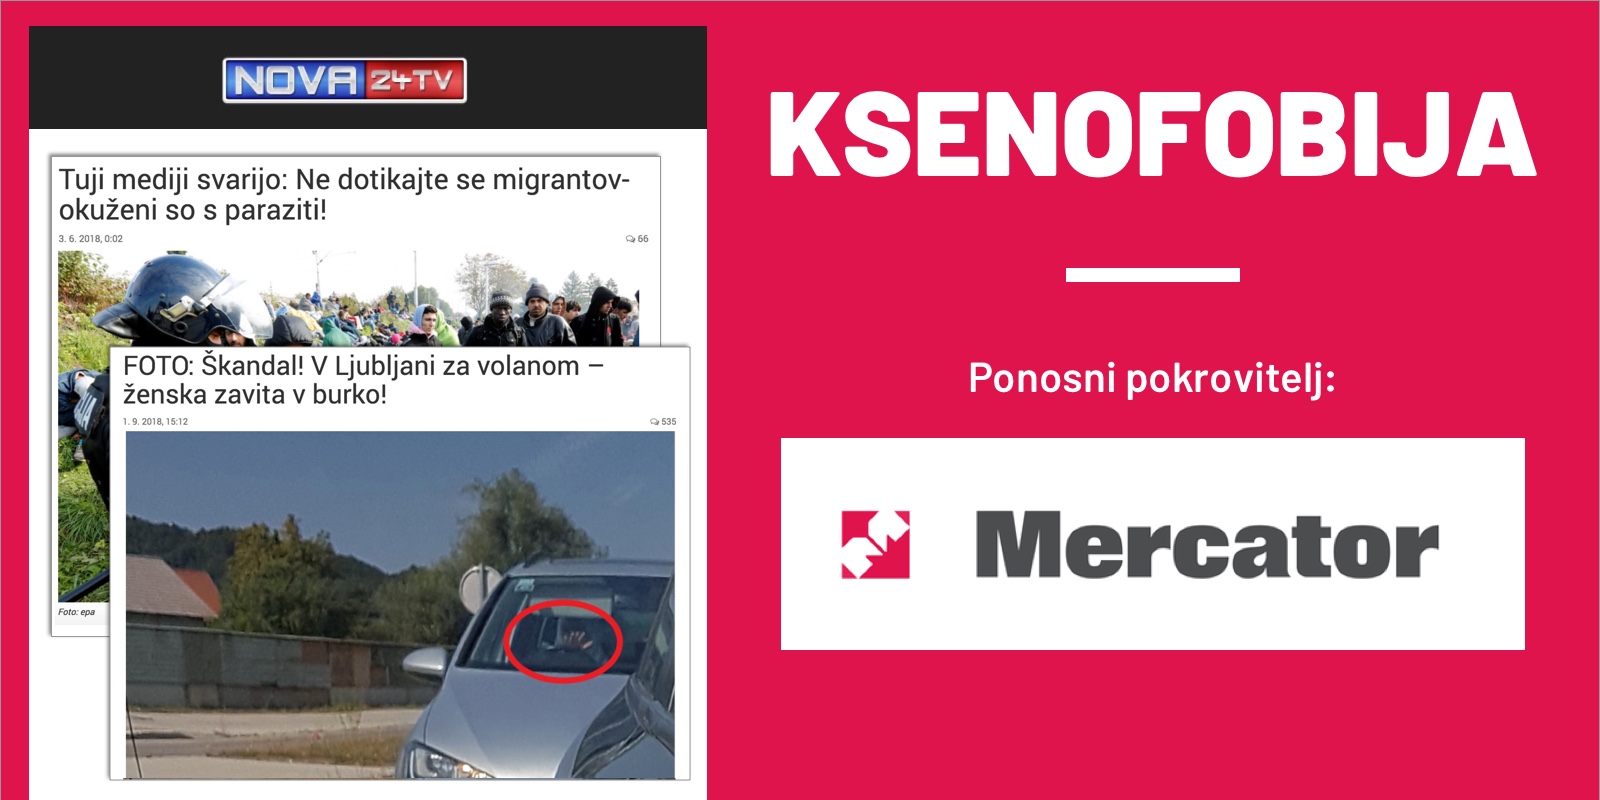 NOVA 24TV
Tuji mediji svarijo: Ne dotikajte se migrantov-
okuženi so s paraziti!
3. 6. 2018, 0:02
66
FOTO: Škandal! V Ljubljani za volanom –
ženska zavita v burko!
1. 9. 2018, 15:12
535
Foto: epa
KSENOFOBIJA
Ponosni pokrovitelj:
Mercator